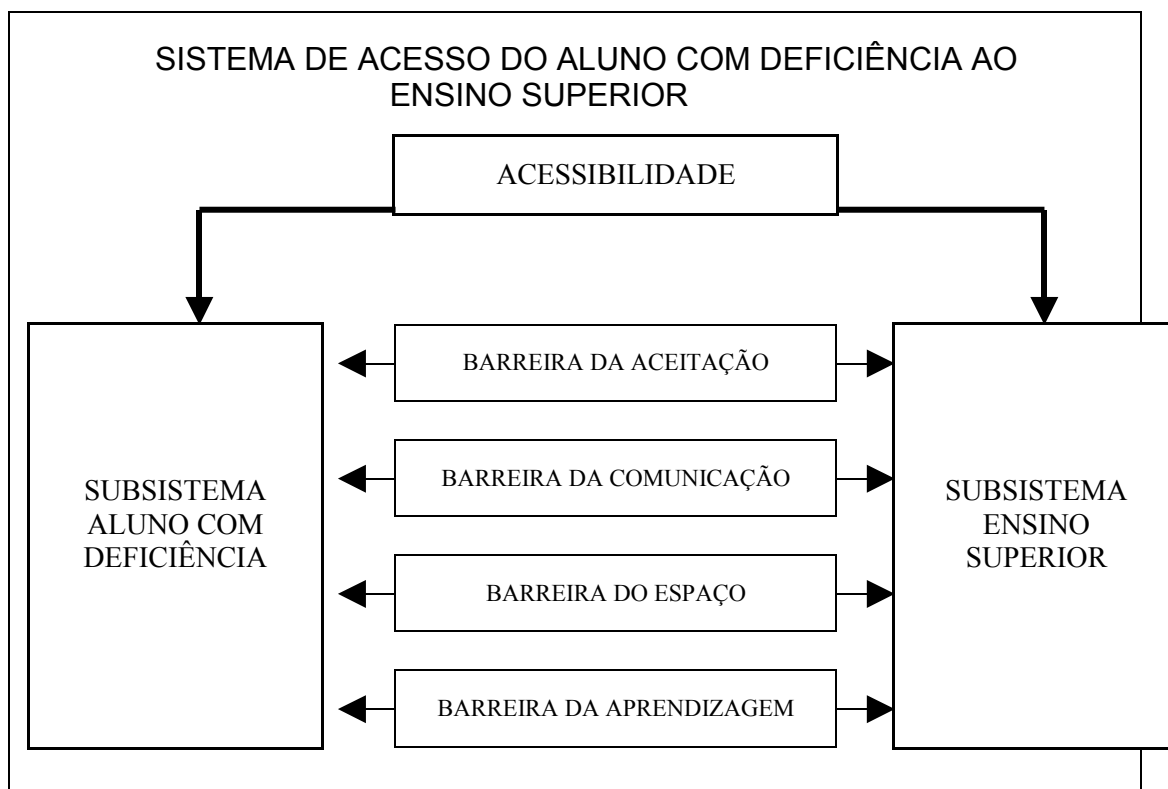 SISTEMA DE ACESSO DO ALUNO COM DEFICIÊNCIA AO
ENSINO SUPERIOR
ACESSIBILIDADE
SUBSISTEMA
ALUNO COM
DEFICIÊNCIA
BARREIRA DA ACEITAÇÃO
BARREIRA DA COMUNICAÇÃO
BARREIRA DO ESPAÇO
BARREIRA DA APRENDIZAGEM
SUBSISTEMA
ENSINO
SUPERIOR